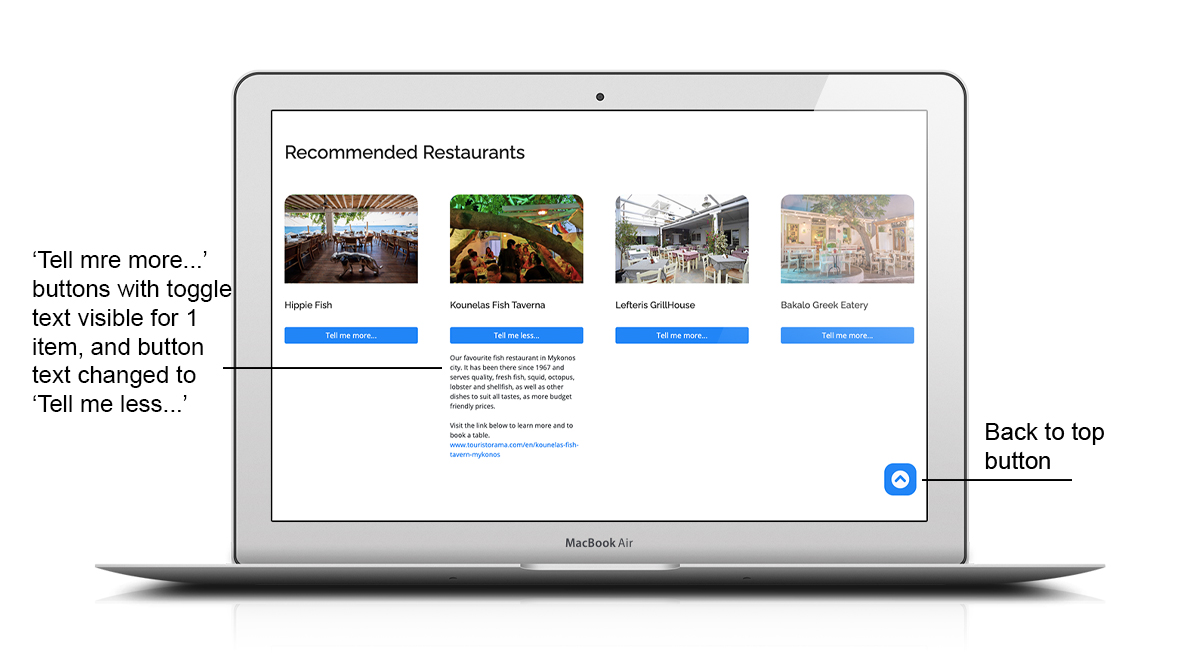 Recommended Restaurants
Hippie Fish
Kounelas Fish Taverna
Lefteris GrillHouse
Bakalo Greek Eatery
Tell me more...
Tell me less...
Tell me more...
Tell me more...
Our favourite fish restaurant in Mykonos
city. It has been there since 1967 and
serves quality, fresh fish, squid, octopus,
lobster and shellfish, as well as other
dishes to suit all tastes, as more budget
friendly prices.
Visit the link below to learn more and to
book a table.
www.touristorama.com/en/kounelas-fish-
tavern-mykonos
‘Tell mre more...’
buttons with toggle
text visible for 1
item, and button
text changed to
‘Tell me less...’
Back to top
button
MacBook Air